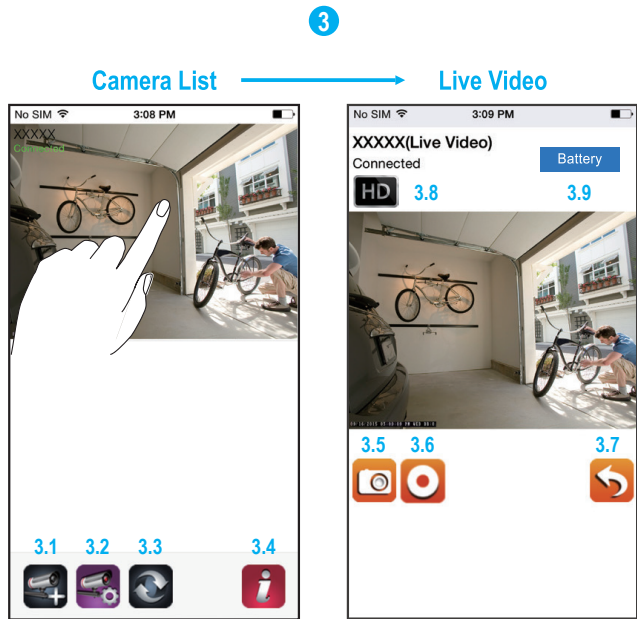 3
Camera List
Live Video
No SIM 3:08 PM
XXXXX
Connected
3.1 3.2 3.3 3.4
No SIM 3:09 PM
XXXXX(Live Video)
Connected
Battery
HD 3.8 3.9
3.5 3.6 3.7